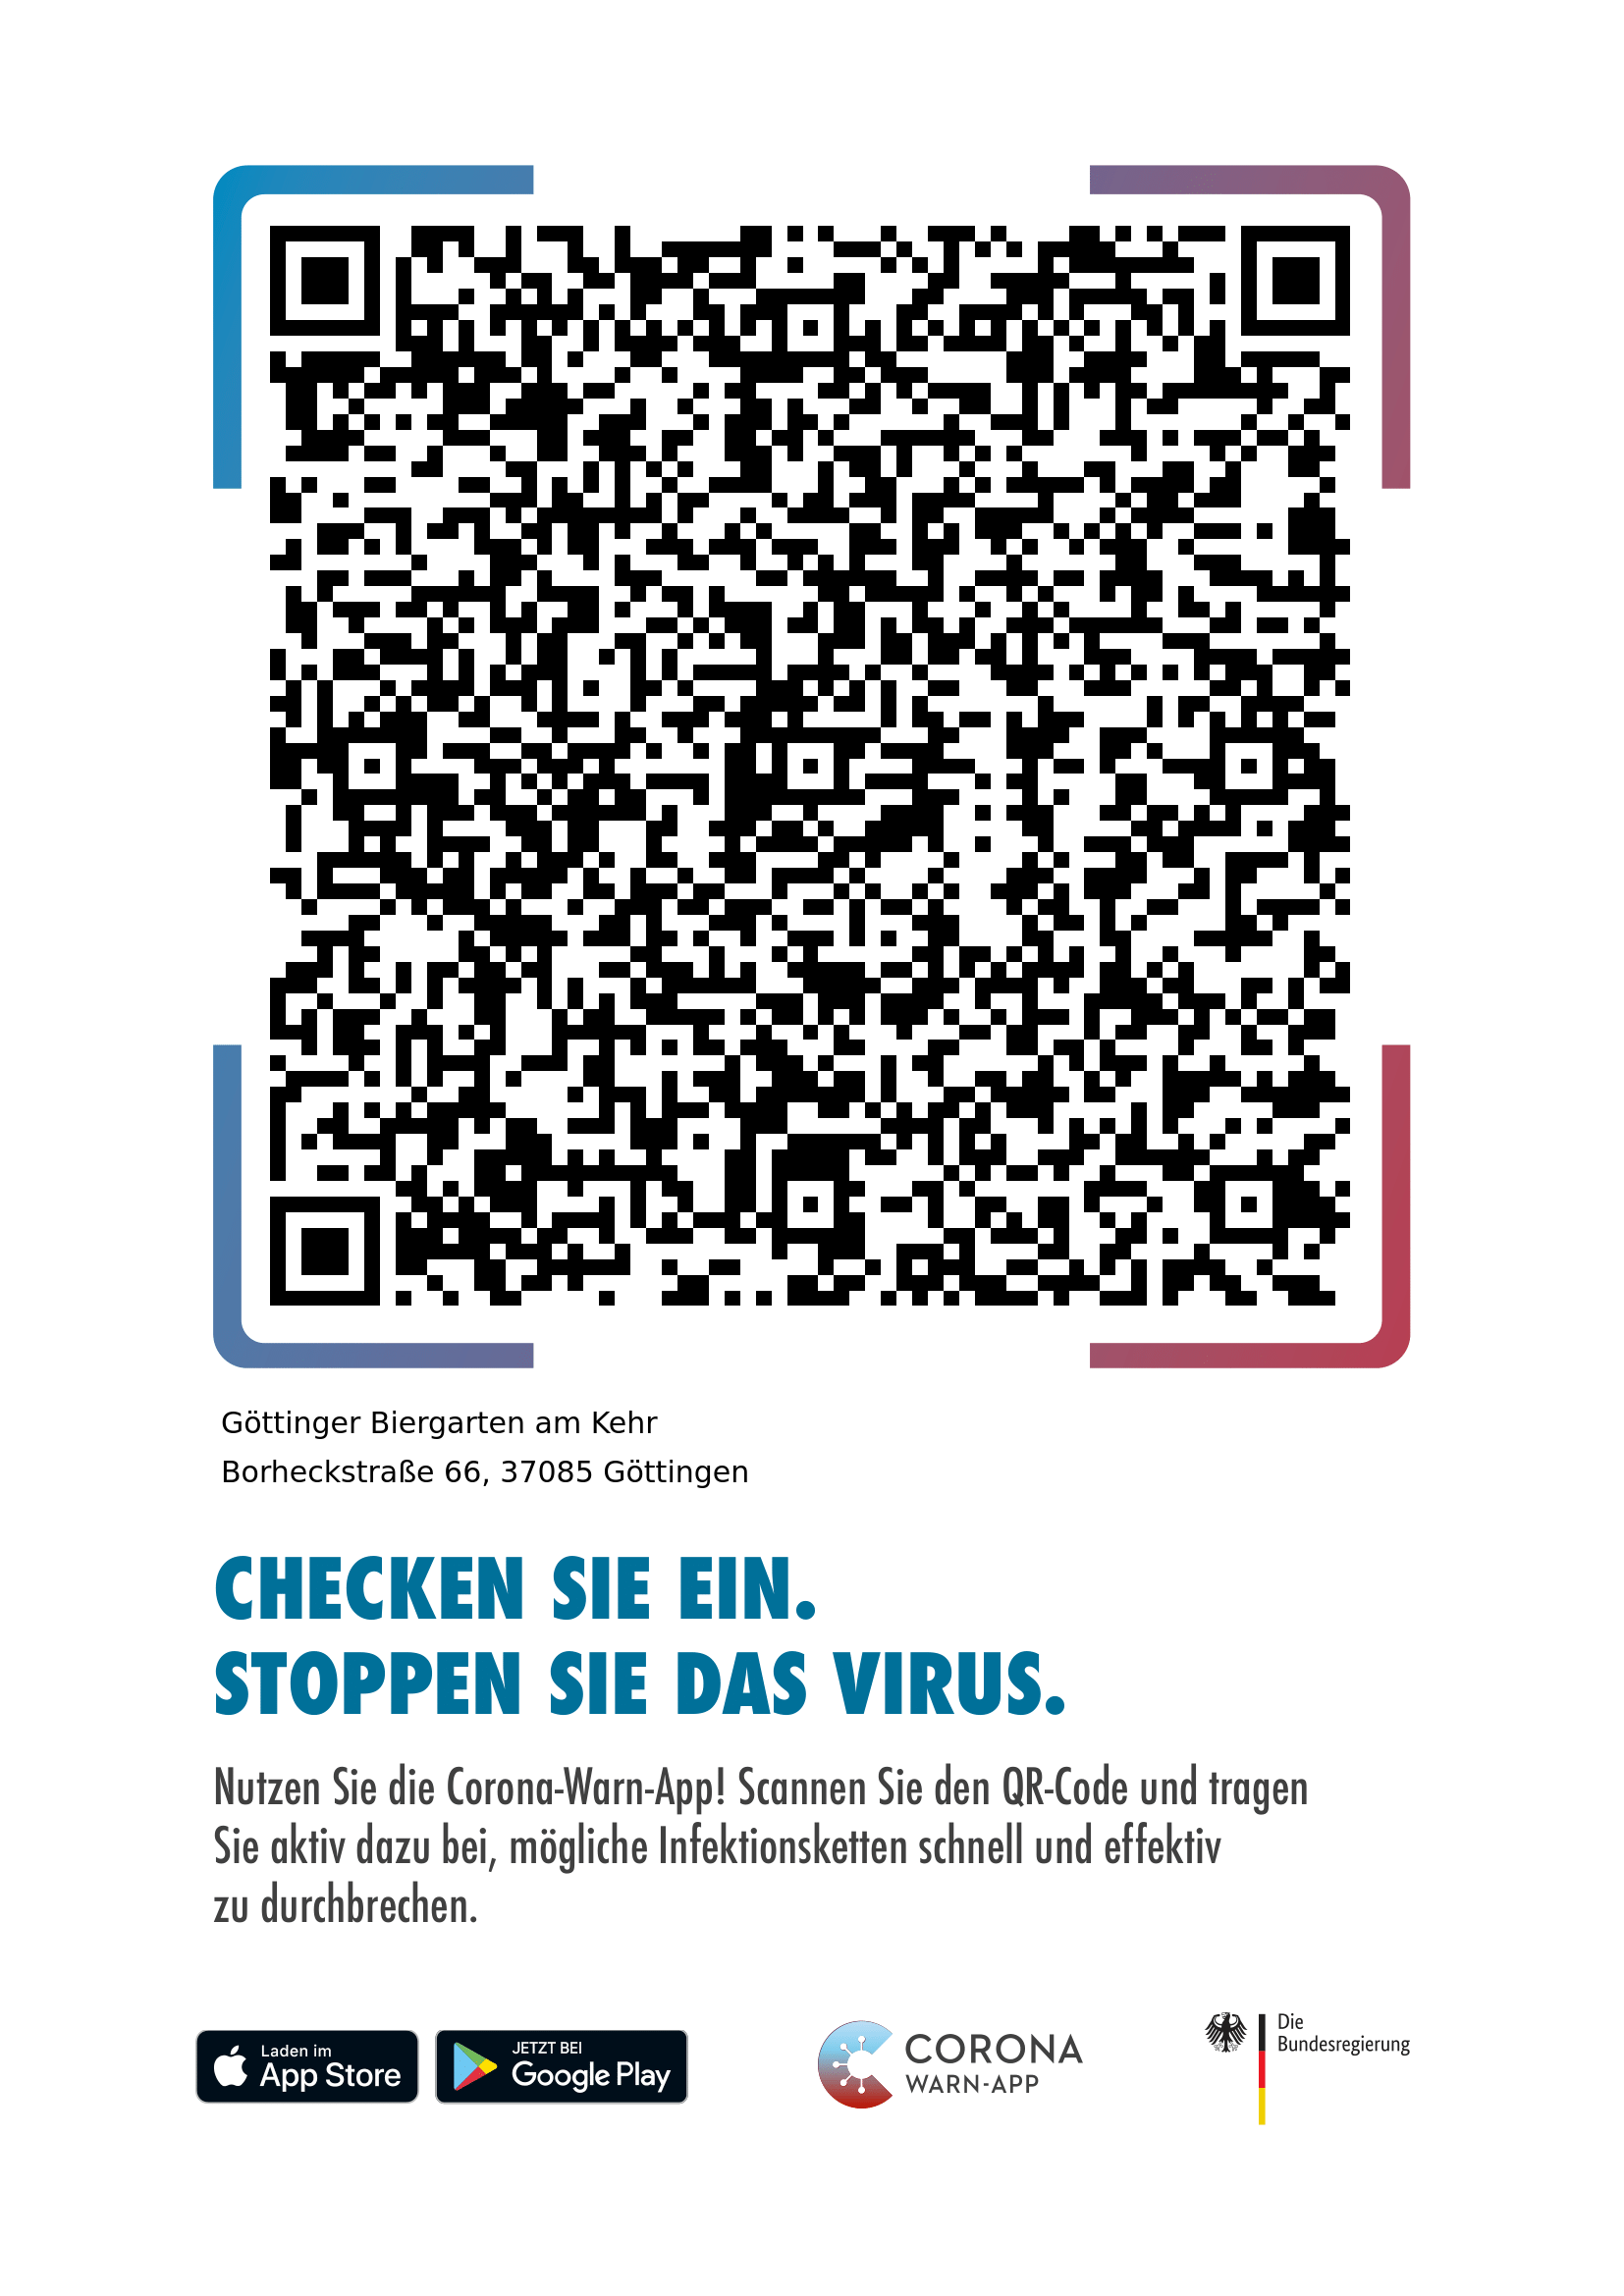 Göttinger Biergarten am Kehr
Borheckstraße 66, 37085 Göttingen
CHECKEN SIE EIN.
STOPPEN SIE DAS VIRUS.
Nutzen Sie die Corona-Warn-App! Scannen Sie den QR-Code und tragen
Sie aktiv dazu bei, mögliche Infektionsketten schnell und effektiv
zu durchbrechen.
Laden im
App Store
JETZT BEI
Google Play
CORONA
WARN-APP
Die
Bundesregierung